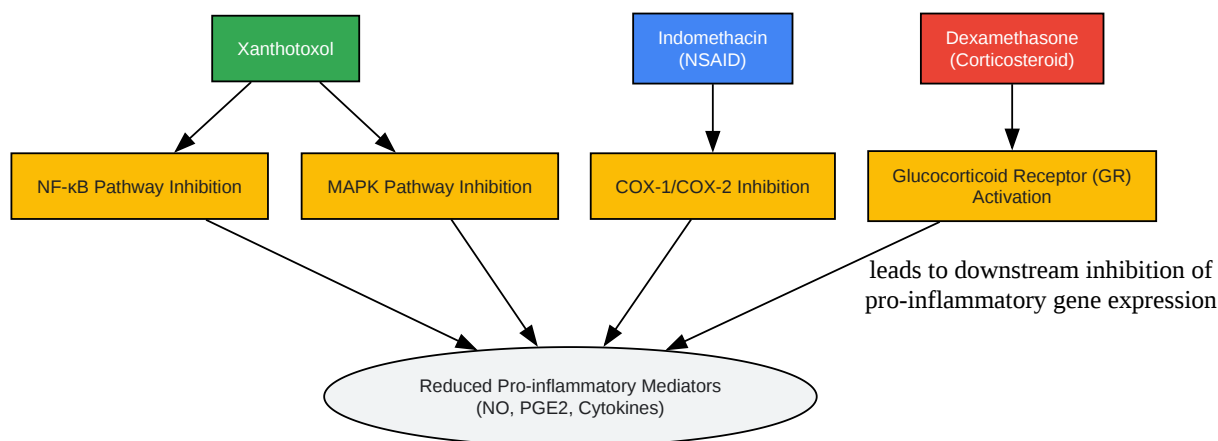 Xanthotoxol
Indomethacin
(NSAID)
Dexamethasone
(Corticosteroid)
NF-κB Pathway Inhibition
MAPK Pathway Inhibition
COX-1/COX-2 Inhibition
Glucocorticoid Receptor (GR)
Activation
leads to downstream inhibition of
pro-inflammatory gene expression
Reduced Pro-inflammatory Mediators
(NO, PGE2, Cytokines)